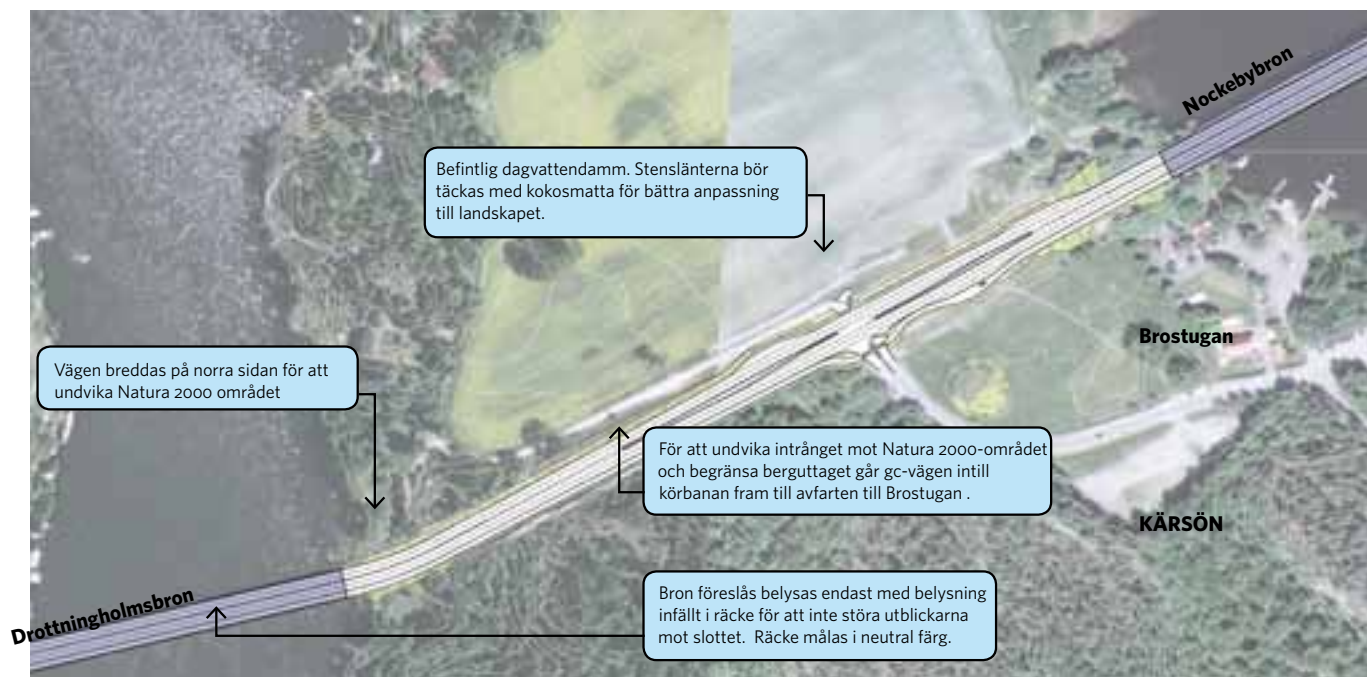 Nockebybron
Befintlig dagvattendamm. Stenslänterna bör
täckas med kokosmatta för bättra anpassning
till landskapet.
Brostugan
Vägen breddas på norra sidan för att
undvika Natura 2000 området
För att undvika intrånget mot Natura 2000-området
och begränsa berguttaget går gc-vägen intill
körbanan fram till avfarten till Brostugan .
KÄRSÖN
Bron föreslås belysas endast med belysning
infällt i räcke för att inte störa utblickarna
mot slottet. Räcke målas i neutral färg.
Drottningholmsbron